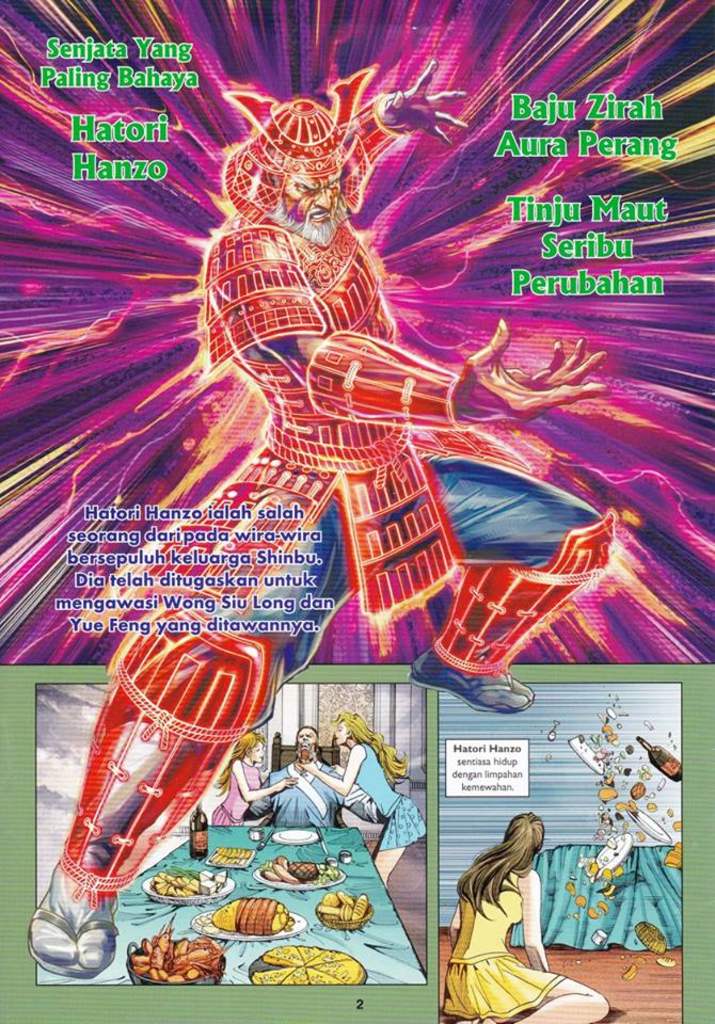 Senjata Yang
Paling Bahaya
Hatori
Hanzo
Baju Zirah
Aura Perang
Tinju Maut
Seribu
Perubahan
Hatori Hanzo ialah salah
seorang daripada wira-wira
bersepuluh keluarga Shinbu.
Dia telah ditugaskan untuk
mengawasi Wong Siu Long dan
Yue Feng yang ditawannya.
Hatori Hanzo
sentiasa hidup
dengan limpahan
kemewahan.
2